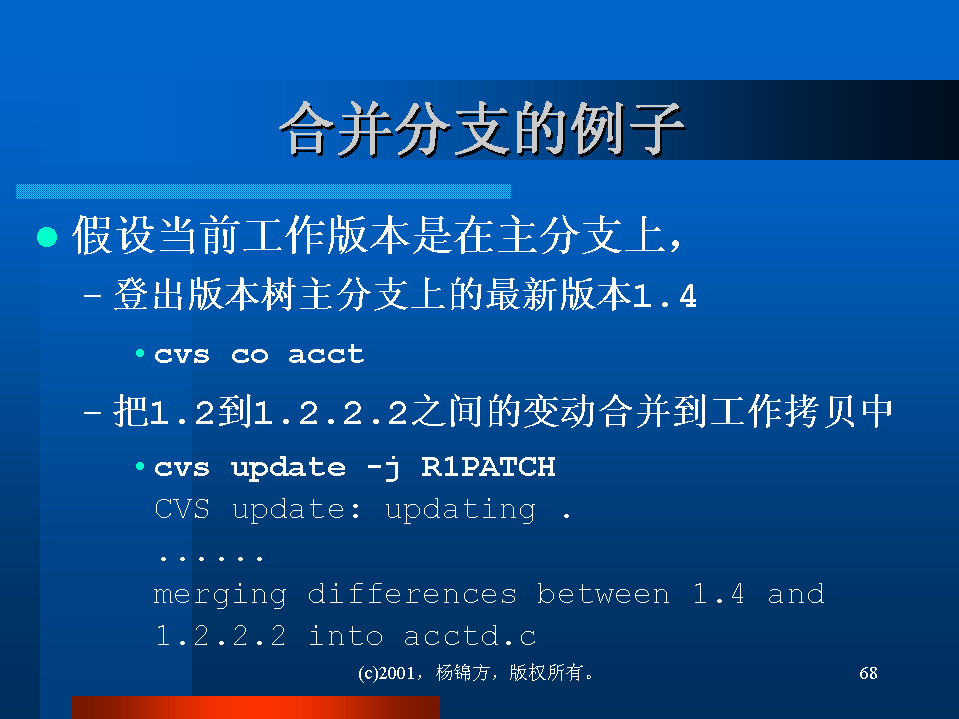 合并分支的例子
假设当前工作版本是在主分支上，
– 登出版本树主分支上的最新版本1.4
• cvs co acct
– 把1.2到1.2.2.2之间的变动合并到工作拷贝中
• cvs update -j R1PATCH
CVS update: updating .
......
merging differences between 1.4 and
1.2.2.2 into acctd.c
(c)2001，杨锦方，版权所有。
68